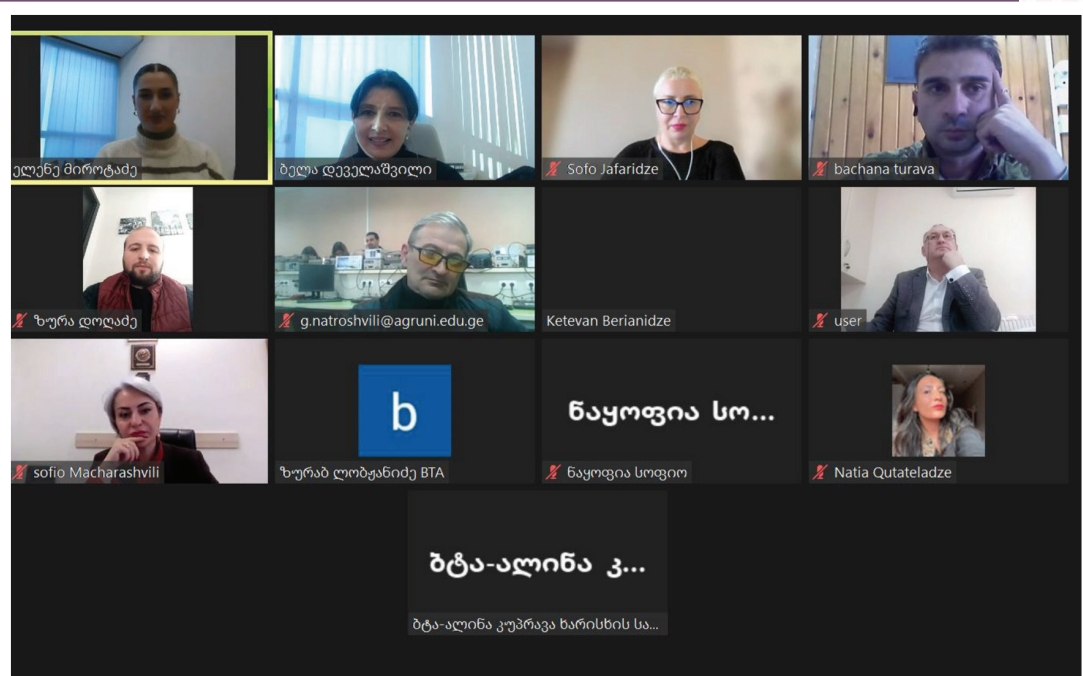 ელენე მიროტაძე
ბელა დეველაშვილი
Sofo Jafaridze
bachana turava
ზურა დოღაძე
g.natroshvili@agruni.edu.ge
Ketevan Berianidze
user
sofio Macharashvili
b
ზურაბ ლობჟანიძე BTA
ნაყოფია სო...
ნაყოფია სოფიო
Natia Qutateladze
ბტა-ალინა კ...
ბტა-ალინა კუპრავა ხარისხის სა...